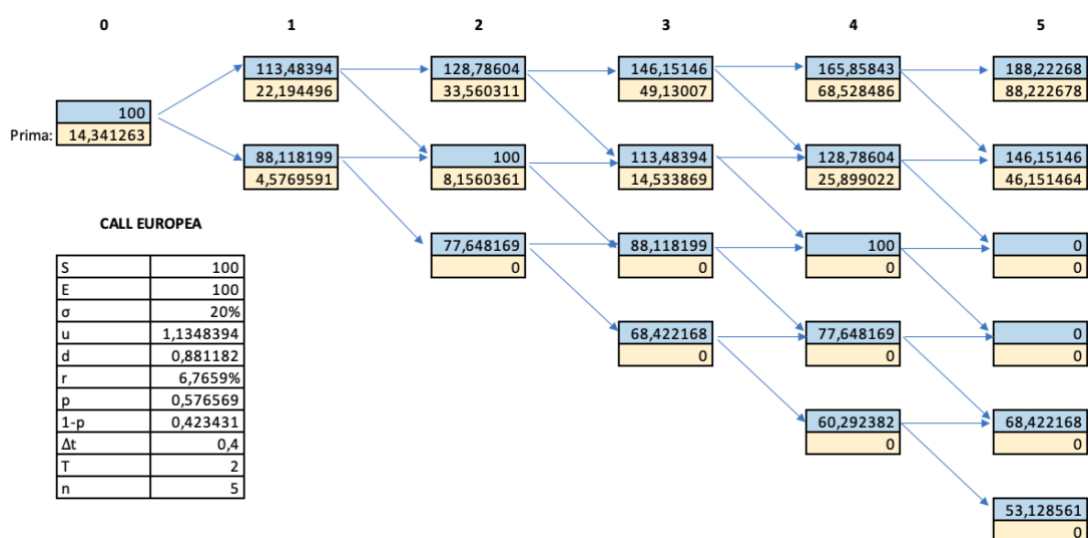 0 1 2 3 4 5
113,48394 128,78604 146,15146 165,85843 188,22268
22,194496 33,560311 49,13007 68,528486 88,222678
100
Prima: 14,341263
88,118199 100 113,48394 128,78604 146,15146
4,5769591 8,1560361 14,533869 25,899022 46,151464
CALL EUROPEA
77,648169 88,118199 100 0
0 0 0 0
S 100
E 100
σ 20%
u 1,1348394
d 0,881182
r 6,7659%
p 0,576569
1-p 0,423431
Δt 0,4
T 2
n 5
68,422168 77,648169 0
0 0 0
60,292382 68,422168
0 0
53,128561
0